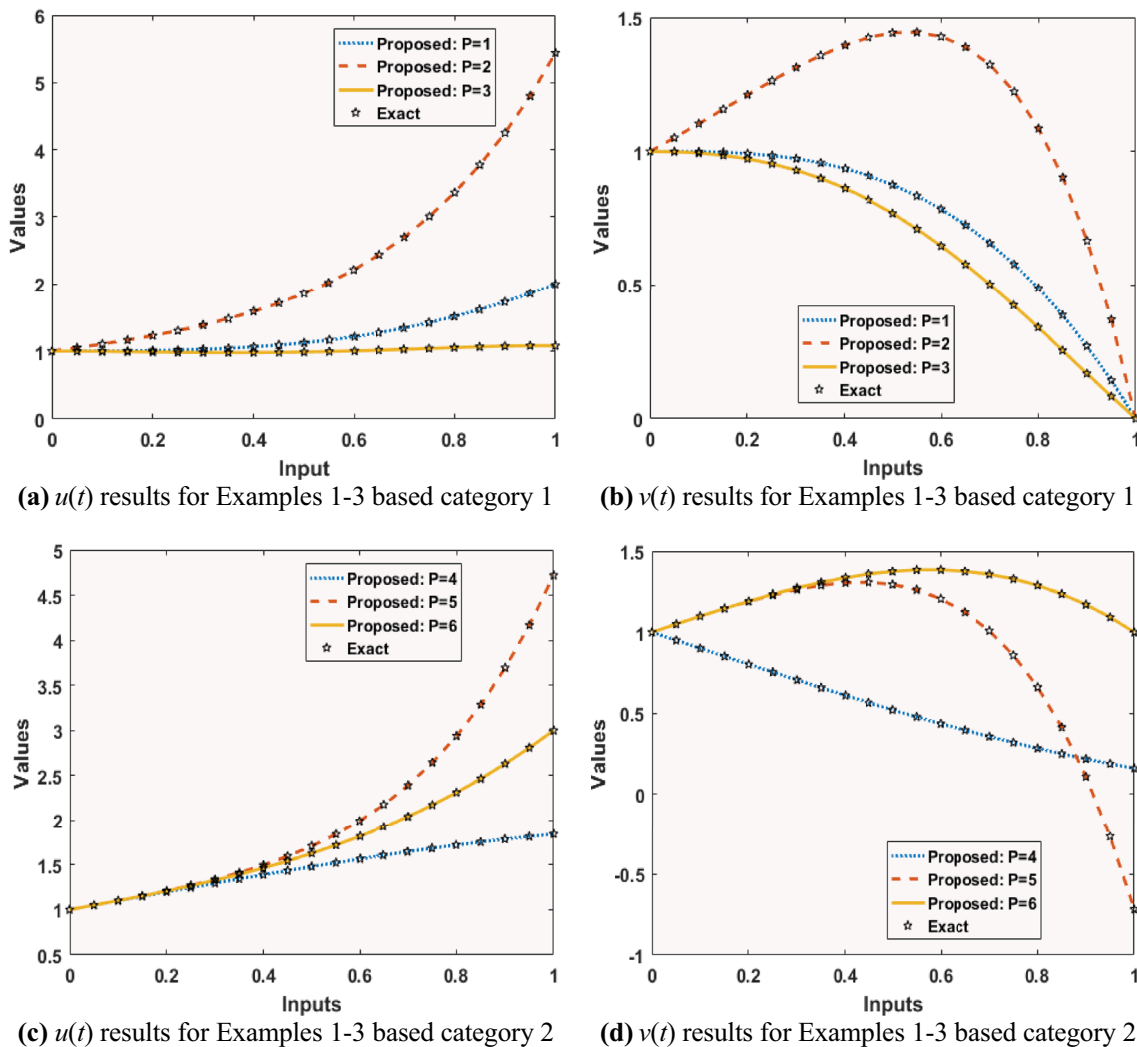 6
5
4
3
2
1
0
Values
Proposed: P=1
Proposed: P=2
Proposed: P=3
Exact
0 0.2 0.4 0.6 0.8 1
Input
(a) u(t) results for Examples 1-3 based category 1
1.5
1
0.5
0
Values
Proposed: P=1
Proposed: P=2
Proposed: P=3
Exact
0 0.2 0.4 0.6 0.8 1
Inputs
(b) v(t) results for Examples 1-3 based category 1
5
4.5
4
3.5
3
2.5
2
1.5
1
0.5
Values
Proposed: P=4
Proposed: P=5
Proposed: P=6
Exact
0 0.2 0.4 0.6 0.8 1
Inputs
(c) u(t) results for Examples 1-3 based category 2
1.5
1
0.5
0
-0.5
-1
Values
Proposed: P=4
Proposed: P=5
Proposed: P=6
Exact
0 0.2 0.4 0.6 0.8 1
Inputs
(d) v(t) results for Examples 1-3 based category 2